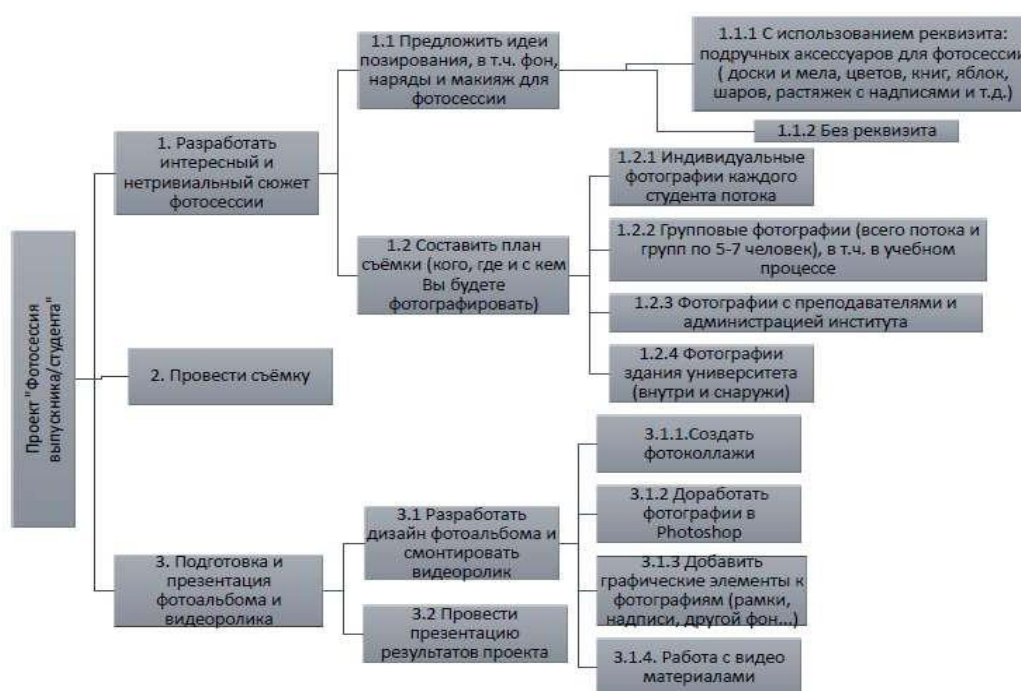 Проект "Фотосессия
выпускника/студента"
1. Разработать
интересный и
нетривиальный сюжет
фотосессии
1.1 Предложить идеи
позирования, в т.ч. фон,
наряды и макияж для
фотосессии
1.1.1 С использованием реквизита:
подручных аксессуаров для фотосессии
( доски и мела, цветов, книг, яблок,
шаров, растяжек с надписями и т.д.)
1.1.2 Без реквизита
1.2 Составить план
съёмки (кого, где и с кем
Вы будете
фотографировать)
1.2.1 Индивидуальные
фотографии каждого
студента потока
1.2.2 Групповые фотографии (всего потока и
групп по 5-7 человек), в т.ч. в учебном
процессе
1.2.3 Фотографии с преподавателями и
администрацией института
1.2.4 Фотографии
здания университета
(внутри и снаружи)
2. Провести съёмку
3. Подготовка и
презентация
фотоальбома и
видеоролика
3.1 Разработать
дизайн фотоальбома и
смонтировать
видеоролик
3.1.1.Создать
фотоколлажи
3.1.2 Доработать
фотографии в
Photoshop
3.1.3 Добавить
графические элементы к
фотографиям (рамки,
надписи, другой фон...)
3.1.4. Работа с видео
материалами
3.2 Провести
презентацию
результатов проекта